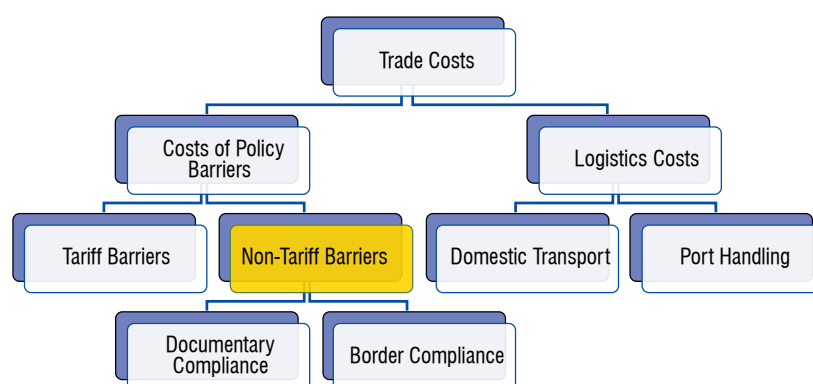 Trade Costs
Costs of Policy
Barriers
Logistics Costs
Tariff Barriers
Non-Tariff Barriers
Domestic Transport
Port Handling
Documentary
Compliance
Border Compliance